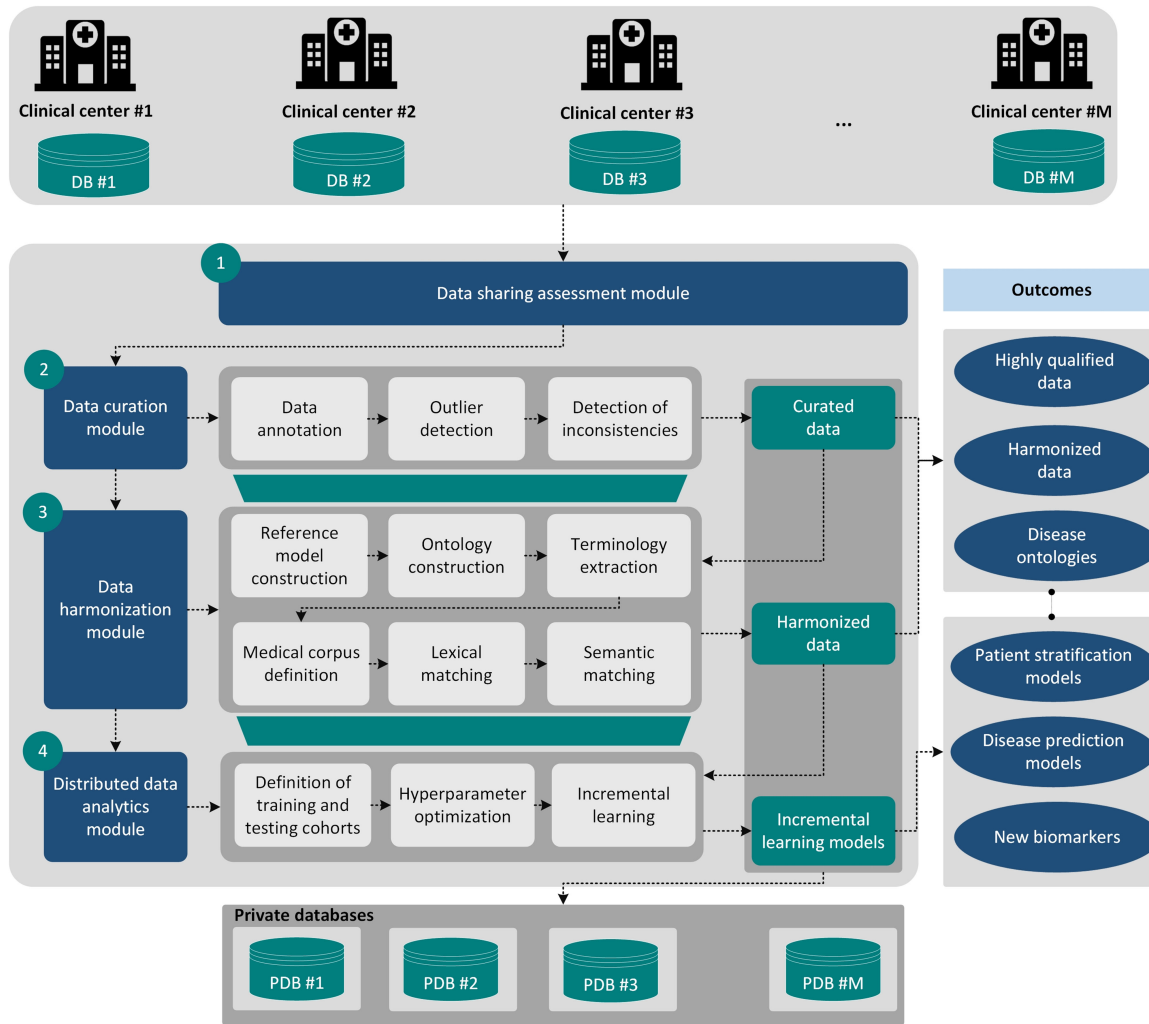 Clinical center #1
Clinical center #2
Clinical center #3
...
Clinical center #M
DB #1
DB #2
DB #3
DB #M
1
Data sharing assessment module
Outcomes
2
Data curation
module
Data
annotation
Outlier
detection
Detection of
inconsistencies
Curated
data
Highly qualified
data
Harmonized
data
Disease
ontologies
3
Data
harmonization
module
Reference
model
construction
Ontology
construction
Terminology
extraction
Medical corpus
definition
Lexical
matching
Semantic
matching
Harmonized
data
Patient stratification
models
Disease prediction
models
New biomarkers
4
Distributed data
analytics
module
Definition of
training and
testing cohorts
Hyperparameter
optimization
Incremental
learning
Incremental
learning models
Private databases
PDB #1
PDB #2
PDB #3
PDB #M